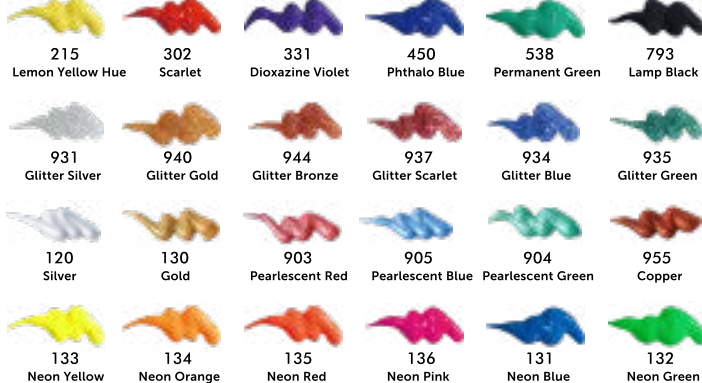 215 302 331 450 538 793
Lemon Yellow Hue Scarlet Dioxazine Violet Phthalo Blue Permanent Green Lamp Black
931 940 944 937 934 935
Glitter Silver Glitter Gold Glitter Bronze Glitter Scarlet Glitter Blue Glitter Green
120 130 903 905 904 955
Silver Gold Pearlescent Red Pearlescent Blue Pearlescent Green Copper
133 134 135 136 131 132
Neon Yellow Neon Orange Neon Red Neon Pink Neon Blue Neon Green